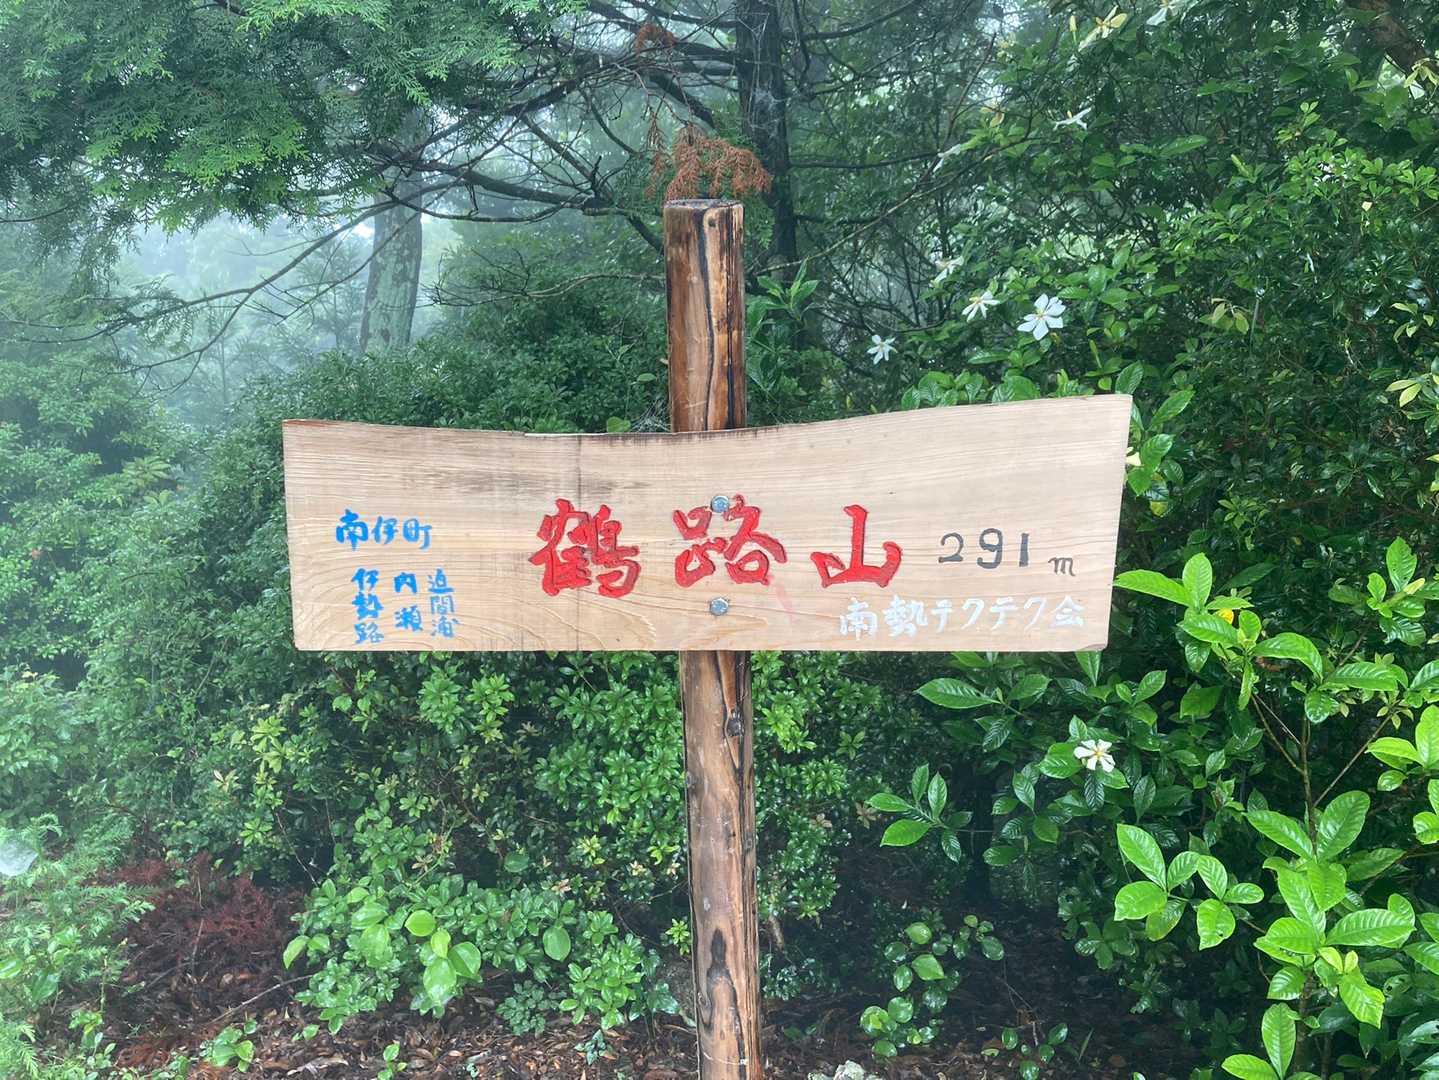 鶴路山 291m
南伊町
伊勢路
内瀬
迫間浦
南勢テクテク会